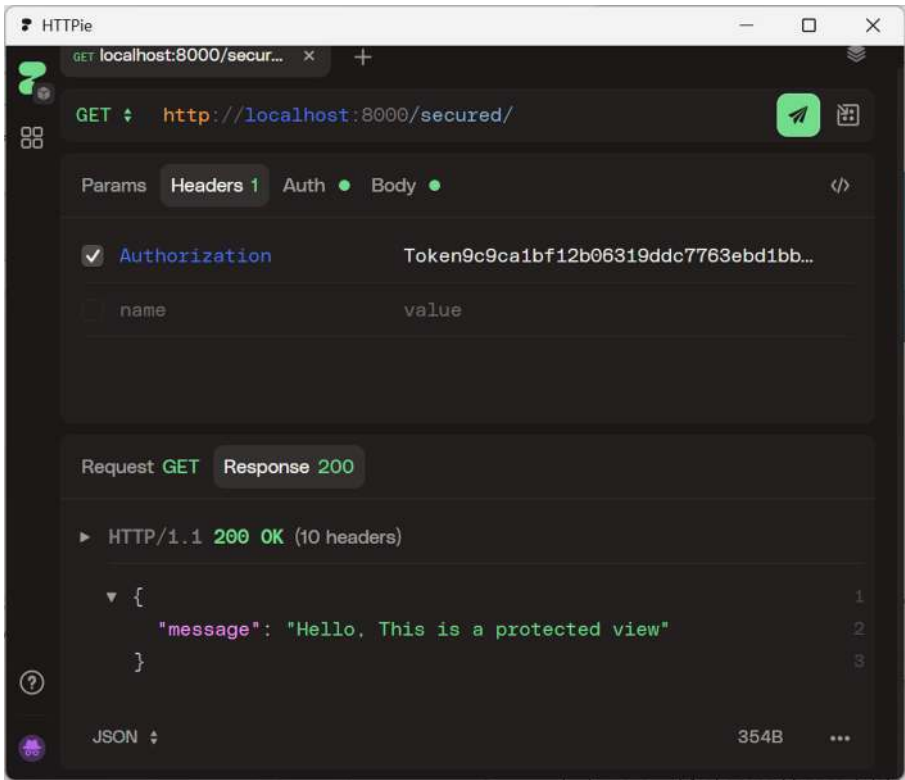 HTTPie
GET localhost:8000/secur...
GET http://localhost:8000/secured/
Params Headers 1 Auth Body
Authorization Token9c9ca1bf12b06319ddc7763ebd1bb...
name value
Request GET Response 200
HTTP/1.1 200 OK (10 headers)
{ 1
"message": "Hello, This is a protected view" 2
} 3
JSON 354B